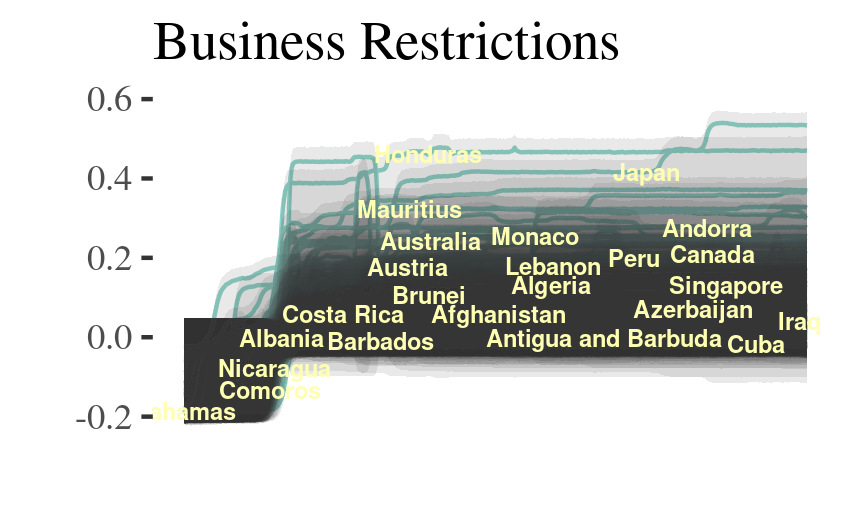 Business Restrictions
0.6
Honduras
0.4
Japan
Mauritius
Andorra
Australia Monaco
0.2
Peru Canada
Austria Lebanon
Algeria Singapore
Brunei
Azerbaijan
Costa Rica Afghanistan
Iraq
0.0
Albania Barbados Antigua and Barbuda Cuba
Nicaragua
Comoros
-0.2
ahamas